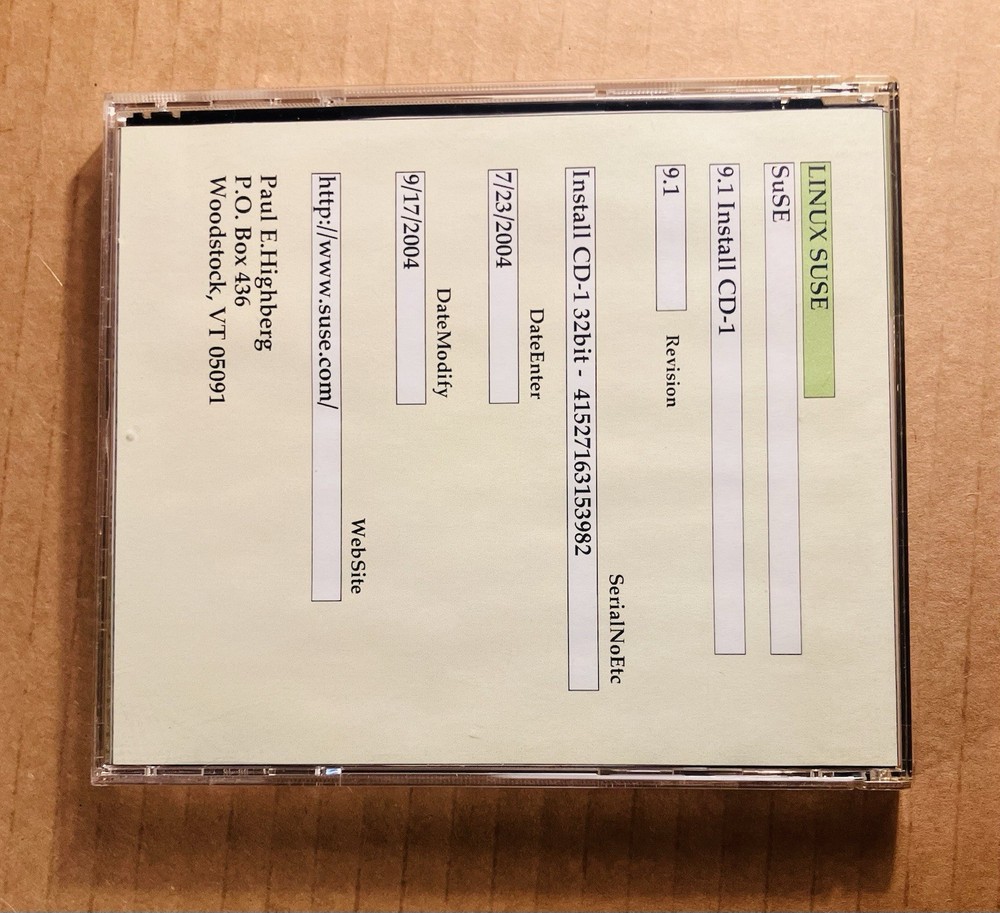 LINUX SUSE
SuSE
9.1 Install CD-1
9.1 Revision
SerialNoEtc
Install CD-1 32bit - 41527163153982
DateEnter
7/23/2004
DateModify
9/17/2004
WebSite
http://www.suse.com/
Paul E.Highberg
P.O. Box 436
Woodstock, VT 05091